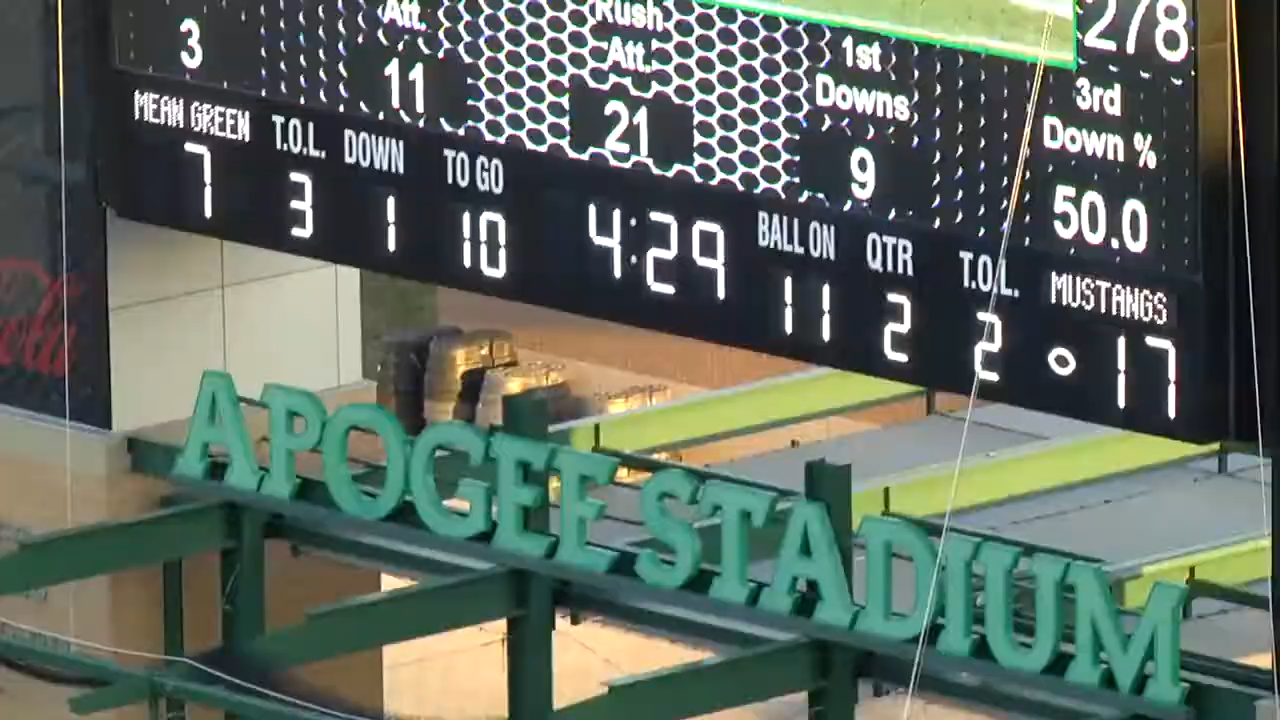 Att.
Rush
Att.
278
3
11
21
1st
Downs
9
3rd
Down %
50.0
MEAN GREEN T.O.L. DOWN TO GO BALL ON QTR T.O.L. MUSTANGS
7 3 1 10 4:29 11 2 2 17
APOGEE STADIUM